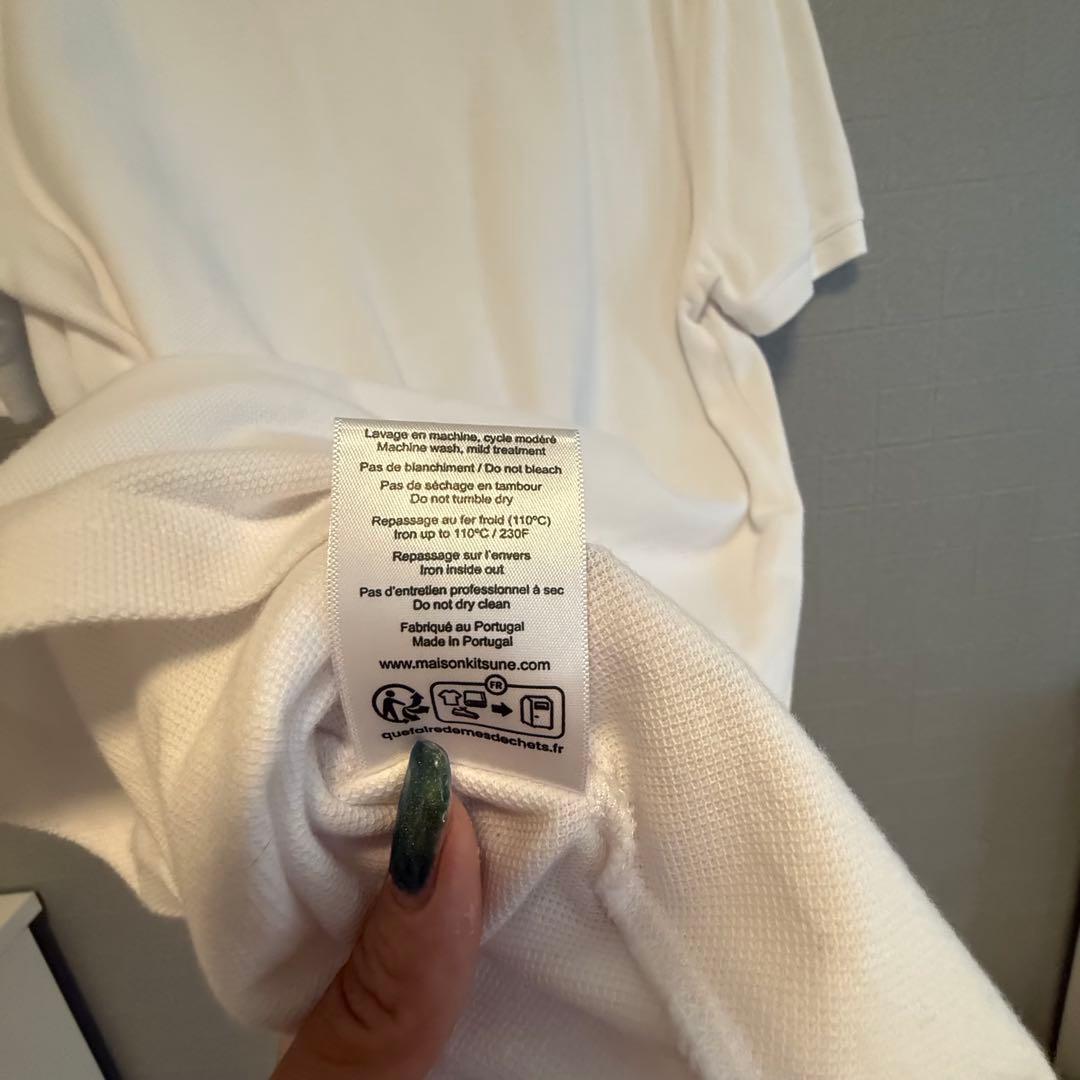 Lavage en machine, cycle modéré
Machine wash, mild treatment
Pas de blanchiment / Do not bleach
Pas de séchage en tambour
Do not tumble dry
Repassage au fer froid (110ºC)
Iron up to 110ºC / 230F
Repassage sur l'envers
Iron inside out
Pas d'entretien professionnel à sec
Do not dry clean
Fabriqué au Portugal
Made in Portugal
www.maisonkitsune.com
FR
quefairedemesdechets.fr